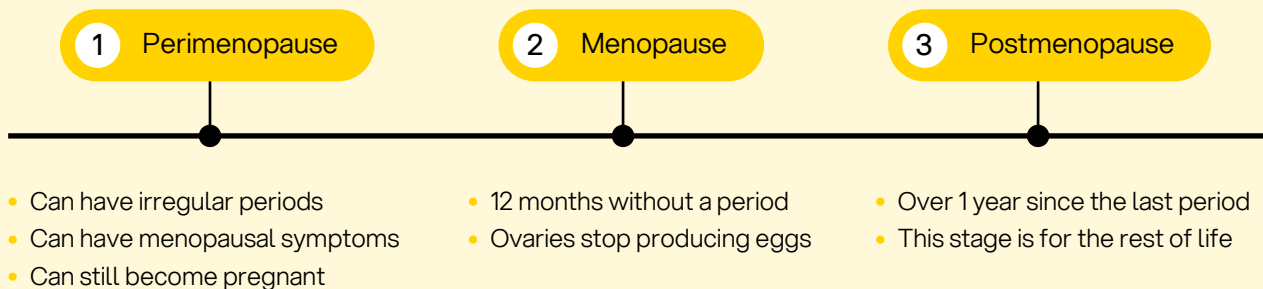 1 Perimenopause
2 Menopause
3 Postmenopause
• Can have irregular periods
• Can have menopausal symptoms
• Can still become pregnant
• 12 months without a period
• Ovaries stop producing eggs
• Over 1 year since the last period
• This stage is for the rest of life